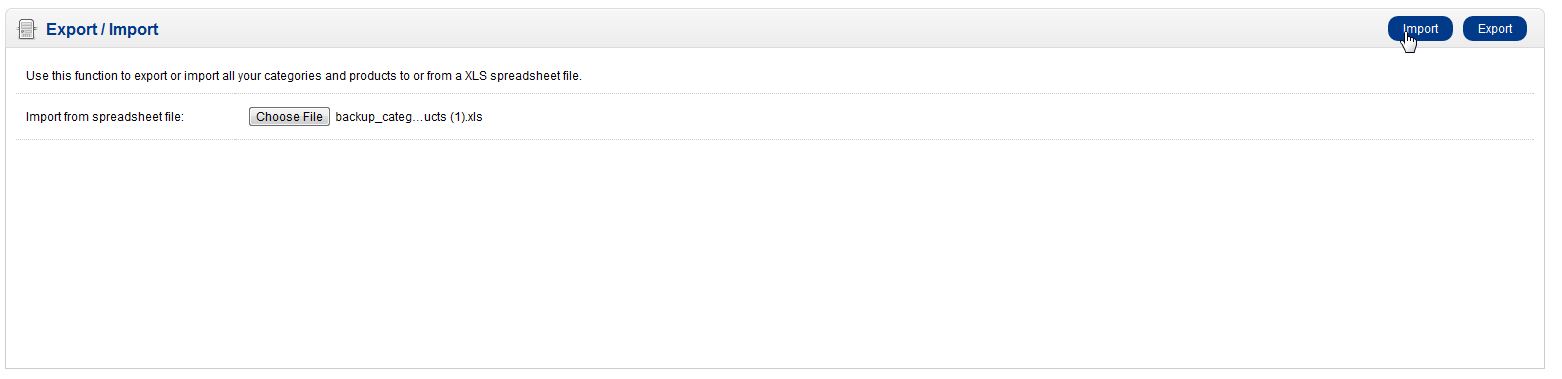 Export / Import
Import Export
Use this function to export or import all your categories and products to or from a XLS spreadsheet file.
Import from spreadsheet file: Choose File backup_categ...ucts (1).xls